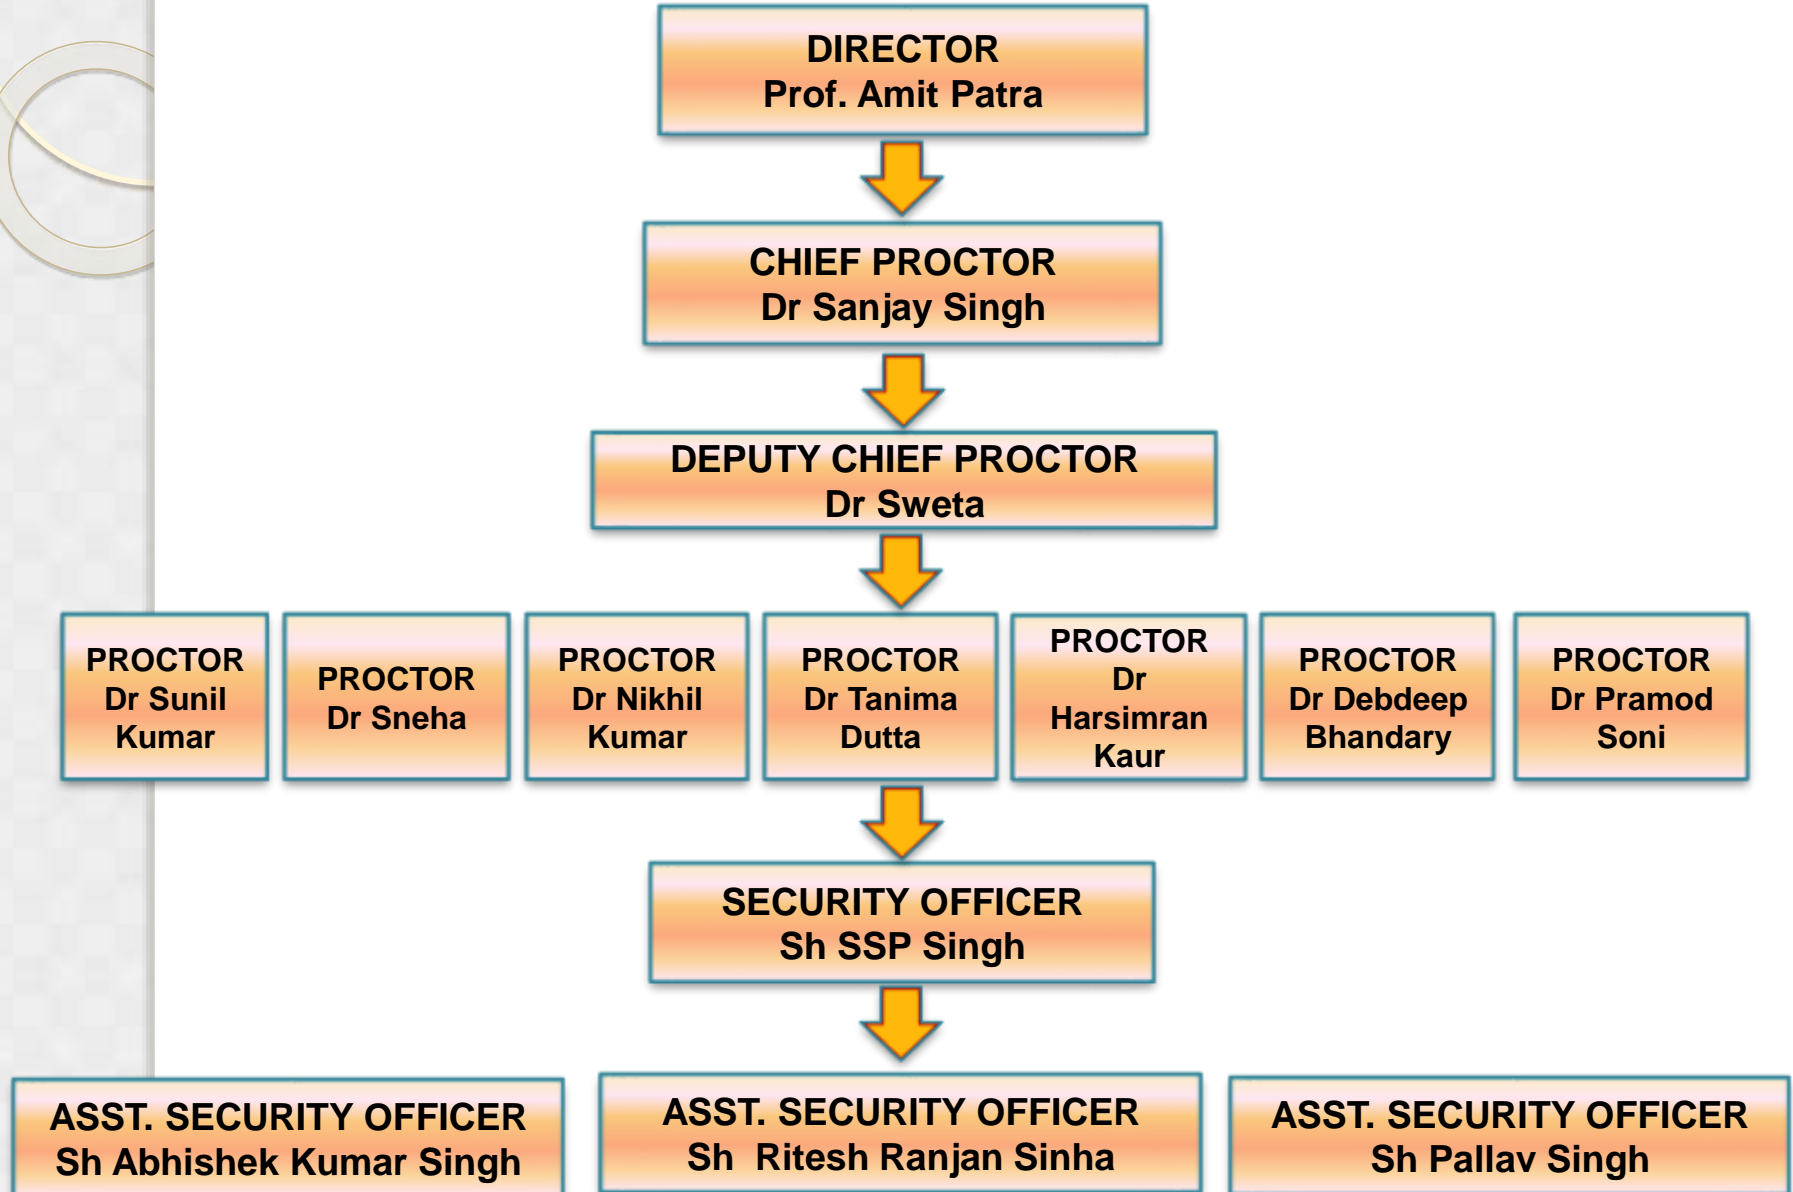 DIRECTOR
Prof. Amit Patra
CHIEF PROCTOR
Dr Sanjay Singh
DEPUTY CHIEF PROCTOR
Dr Sweta
PROCTOR
Dr Sunil
Kumar
PROCTOR
Dr Sneha
PROCTOR
Dr Nikhil
Kumar
PROCTOR
Dr Tanima
Dutta
PROCTOR
Dr
Harsimran
Kaur
PROCTOR
Dr Debdeep
Bhandary
PROCTOR
Dr Pramod
Soni
SECURITY OFFICER
Sh SSP Singh
ASST. SECURITY OFFICER
Sh Abhishek Kumar Singh
ASST. SECURITY OFFICER
Sh Ritesh Ranjan Sinha
ASST. SECURITY OFFICER
Sh Pallav Singh